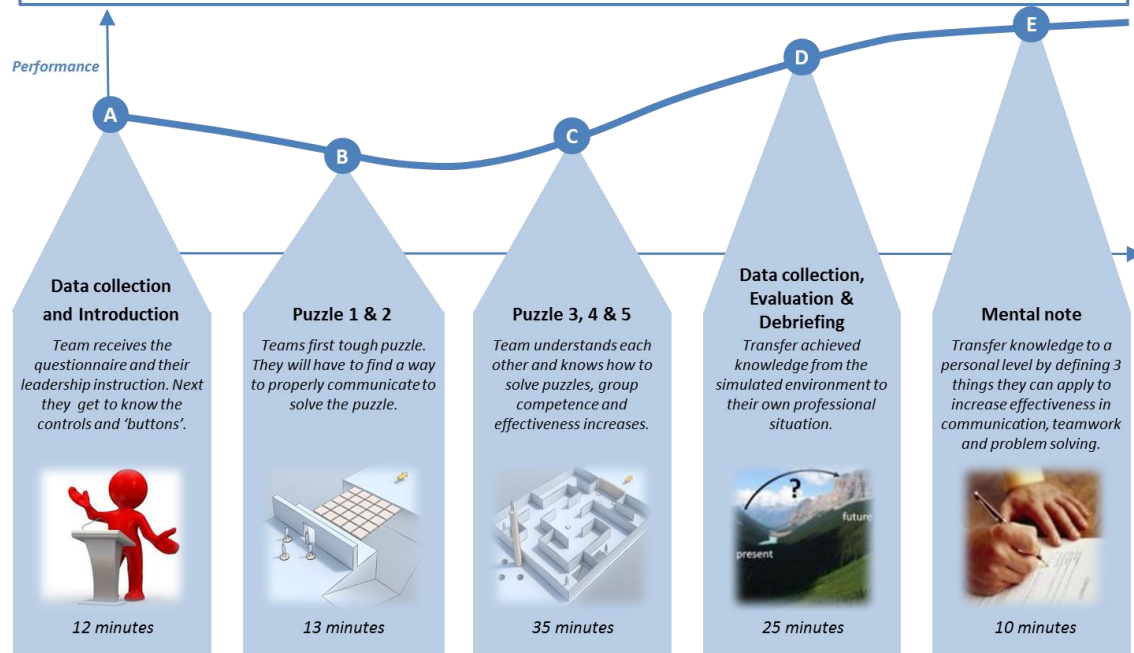 Performance
A
B
C
D
E
Data collection
and Introduction
Team receives the
questionnaire and their
leadership instruction. Next
they get to know the
controls and ‘buttons’.
12 minutes
Puzzle 1 & 2
Teams first tough puzzle.
They will have to find a way
to properly communicate to
solve the puzzle.
13 minutes
Puzzle 3, 4 & 5
Team understands each
other and knows how to
solve puzzles, group
competence and
effectiveness increases.
35 minutes
Data collection,
Evaluation &
Debriefing
Transfer achieved
knowledge from the
simulated environment to
their own professional
situation.
?
future
present
25 minutes
Mental note
Transfer knowledge to a
personal level by defining 3
things they can apply to
increase effectiveness in
communication, teamwork
and problem solving.
10 minutes